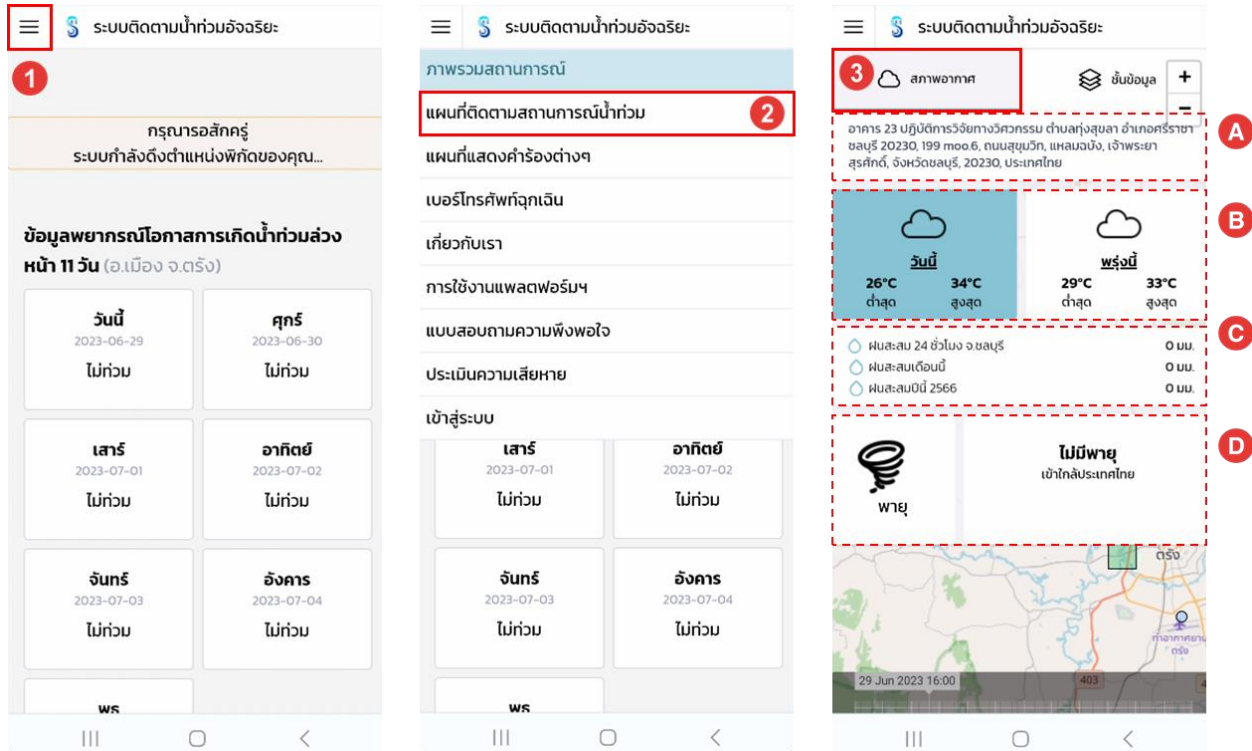 ระบบติดตามน้ำท่วมอัจฉริยะ
1
กรุณารอสักครู่
ระบบกำลังดึงตำแหน่งพิกัดของคุณ...
ข้อมูลพยากรณ์โอกาสการเกิดน้ำท่วมล่วง
หน้า 11 วัน (อ.เมือง จ.ตรัง)
วันนี้
2023-06-29
ไม่ท่วม
ศุกร์
2023-06-30
ไม่ท่วม
เสาร์
2023-07-01
ไม่ท่วม
อาทิตย์
2023-07-02
ไม่ท่วม
จันทร์
2023-07-03
ไม่ท่วม
อังคาร
2023-07-04
ไม่ท่วม
พธ
ระบบติดตามน้ำท่วมอัจฉริยะ
ภาพรวมสถานการณ์
แผนที่ติดตามสถานการณ์น้ำท่วม
2
แผนที่แสดงคำร้องต่างๆ
เบอร์โทรศัพท์ฉุกเฉิน
เกี่ยวกับเรา
การใช้งานแพลตฟอร์มฯ
แบบสอบถามความพึงพอใจ
ประเมินความเสียหาย
เข้าสู่ระบบ
เสาร์
2023-07-01
ไม่ท่วม
อาทิตย์
2023-07-02
ไม่ท่วม
จันทร์
2023-07-03
ไม่ท่วม
อังคาร
2023-07-04
ไม่ท่วม
พธ
ระบบติดตามน้ำท่วมอัจฉริยะ
3
สภาพอากาศ
ชั้นข้อมูล
+
−
อาคาร 23 ปฏิบัติการวิจัยทางวิศวกรรม ตำบลทุ่งสุขลา อำเภอศรีราชา
ชลบุรี 20230, 199 moo.6, ถนนสุขุมวิท, แหลมฉบัง, เจ้าพระยา
สุรศักดิ์, จังหวัดชลบุรี, 20230, ประเทศไทย
A
วันนี้
26°C 34°C
ต่ำสุด สูงสุด
พรุ่งนี้
29°C 33°C
ต่ำสุด สูงสุด
B
ฝนสะสม 24 ชั่วโมง จ.ชลบุรี 0 มม.
ฝนสะสมเดือนนี้ 0 มม.
ฝนสะสมปีนี้ 2566 0 มม.
C
พายุ
ไม่มีพายุ
เข้าใกล้ประเทศไทย
D
ตรัง
ท่าอากาศยาน
ตรัง
29 Jun 2023 16:00
403
4